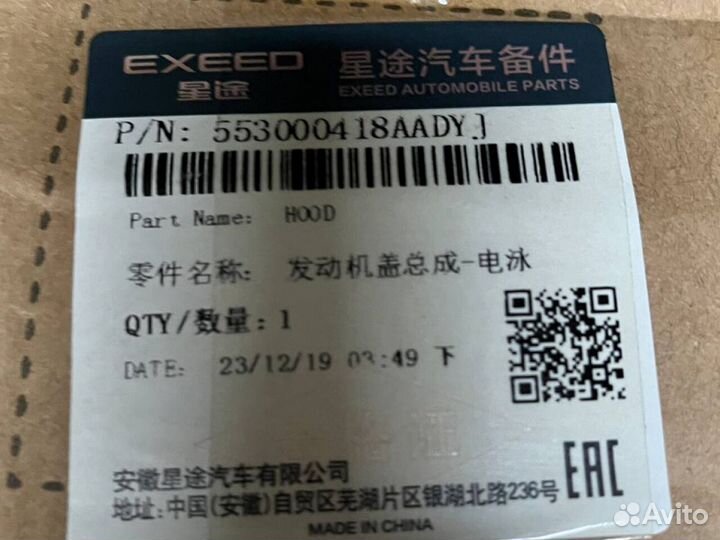 EXEED 星途汽车备件
星途 EXEED AUTOMOBILE PARTS
P/N: 553000418AADYJ
Part Name: HOOD
零件名称: 发动机盖总成-电泳
QTY/数量: 1
DATE: 23/12/19 03:49 下
安徽星途汽车有限公司
地址: 中国(安徽)自贸区芜湖片区银湖北路236号
EAC
MADE IN CHINA
Avito